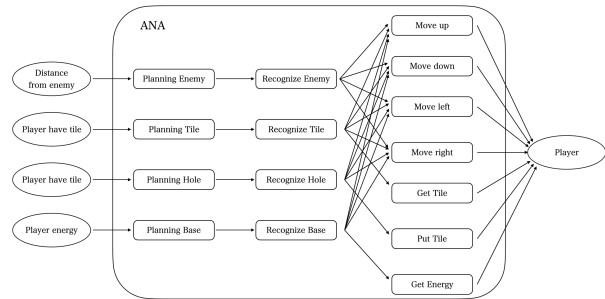 ANA
Move up
Distance
from enemy
Planning Enemy
Recognize Enemy
Move down
Move left
Player have tile
Planning Tile
Recognize Tile
Move right
Player
Player have tile
Planning Hole
Recognize Hole
Get Tile
Player energy
Planning Base
Recognize Base
Put Tile
Get Energy